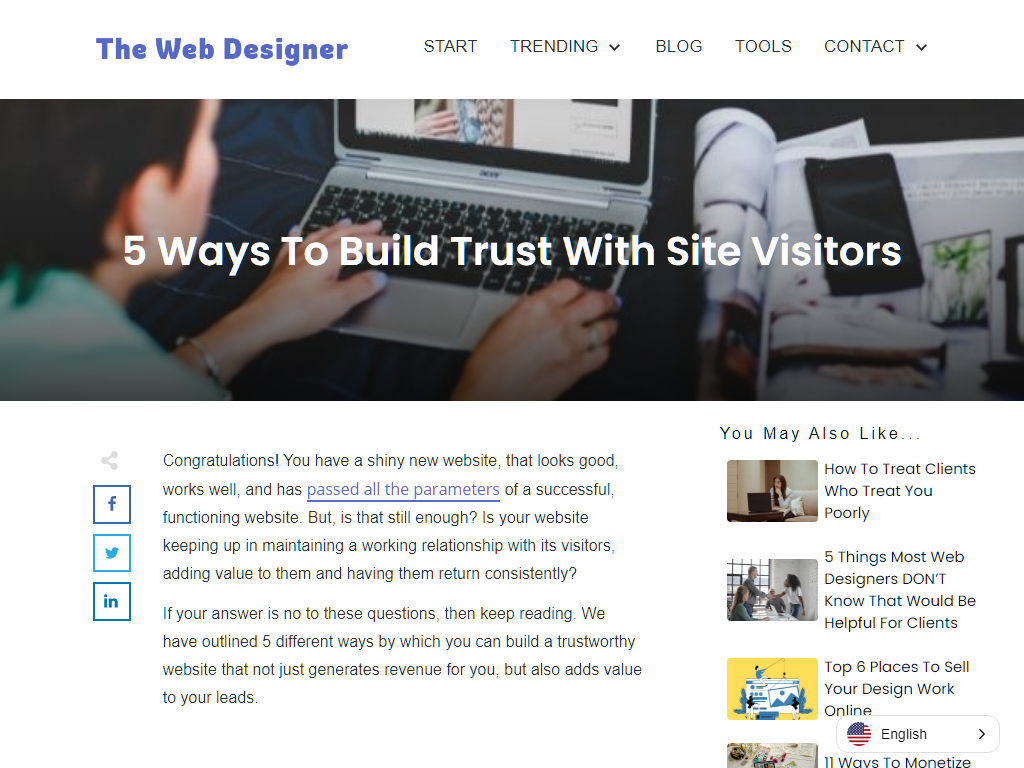 The Web Designer
START TRENDING BLOG TOOLS CONTACT
acer
5 Ways To Build Trust With Site Visitors
Congratulations! You have a shiny new website, that looks good,
works well, and has passed all the parameters of a successful,
functioning website. But, is that still enough? Is your website
keeping up in maintaining a working relationship with its visitors,
adding value to them and having them return consistently?
If your answer is no to these questions, then keep reading. We
have outlined 5 different ways by which you can build a trustworthy
website that not just generates revenue for you, but also adds value
to your leads.
You May Also Like...
How To Treat Clients
Who Treat You
Poorly
5 Things Most Web
Designers DON'T
Know That Would Be
Helpful For Clients
Top 6 Places To Sell
Your Design Work
Online
11 Ways To Monetize
English